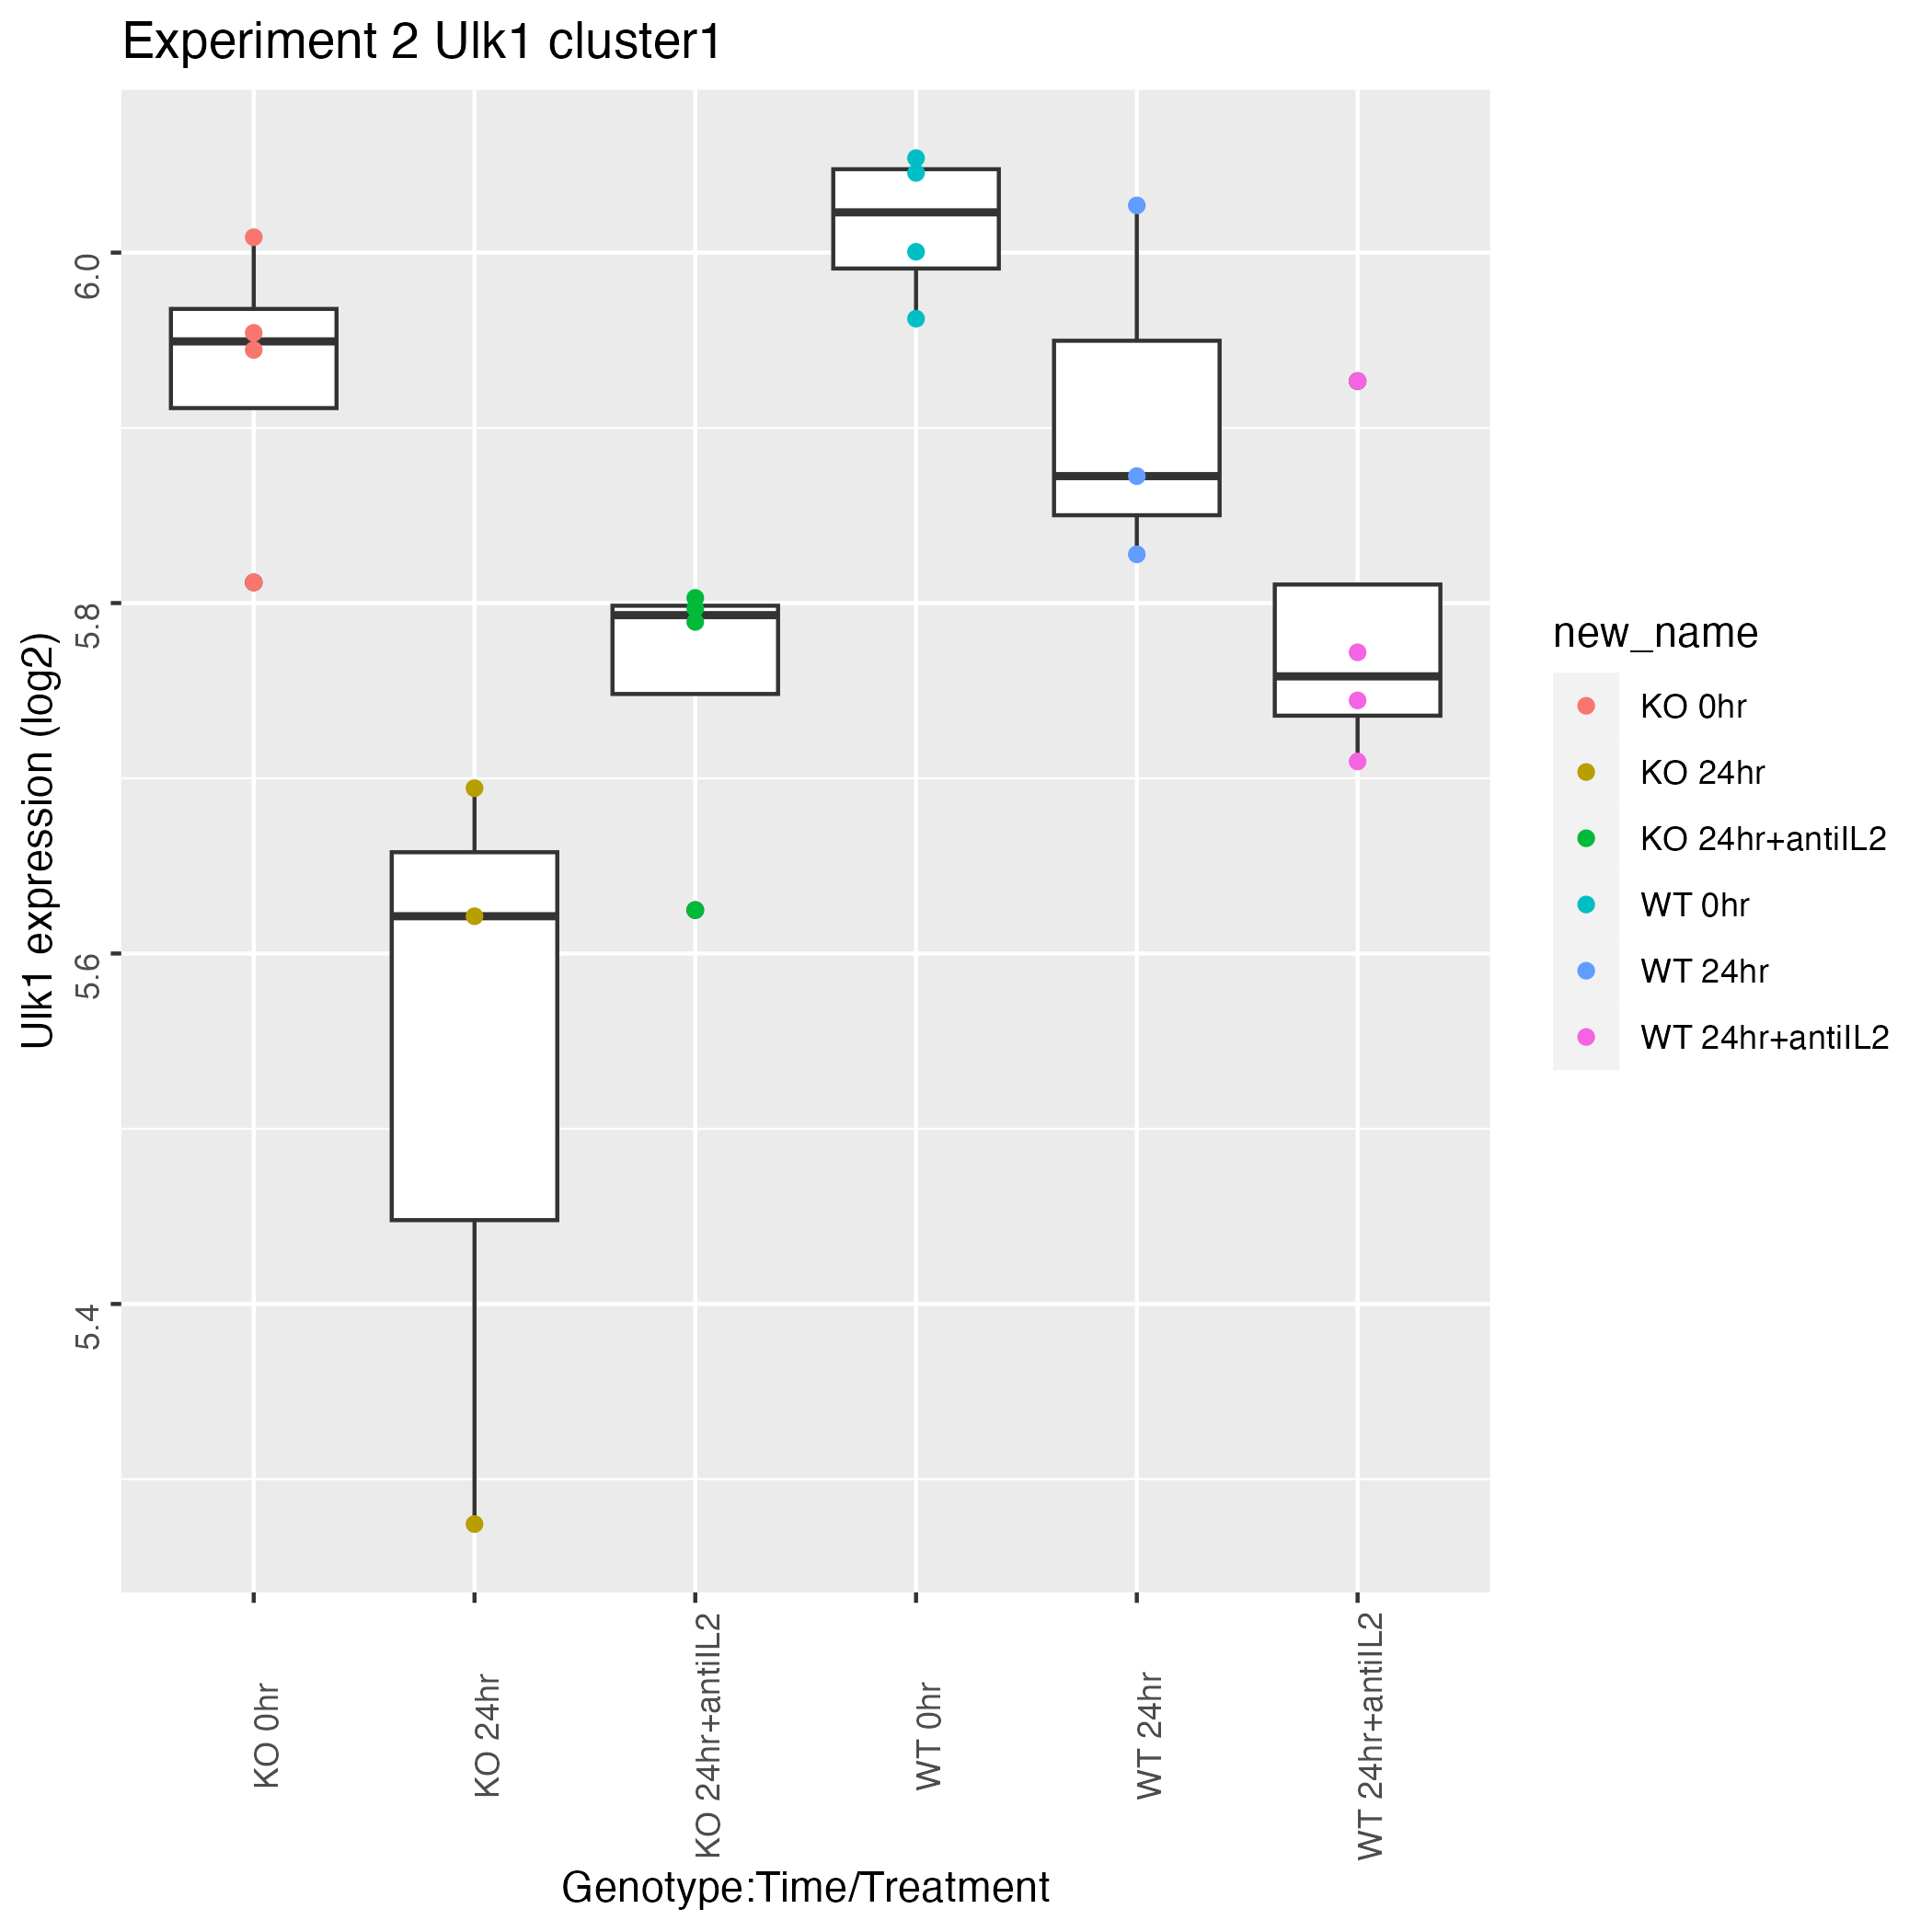 Experiment 2 Ulk1 cluster1
Ulk1 expression (log2)
6.0
5.8
5.6
5.4
KO 0hr
KO 24hr
KO 24hr+antiIL2
WT 0hr
WT 24hr
WT 24hr+antiIL2
Genotype:Time/Treatment
new_name
KO 0hr
KO 24hr
KO 24hr+antiIL2
WT 0hr
WT 24hr
WT 24hr+antiIL2